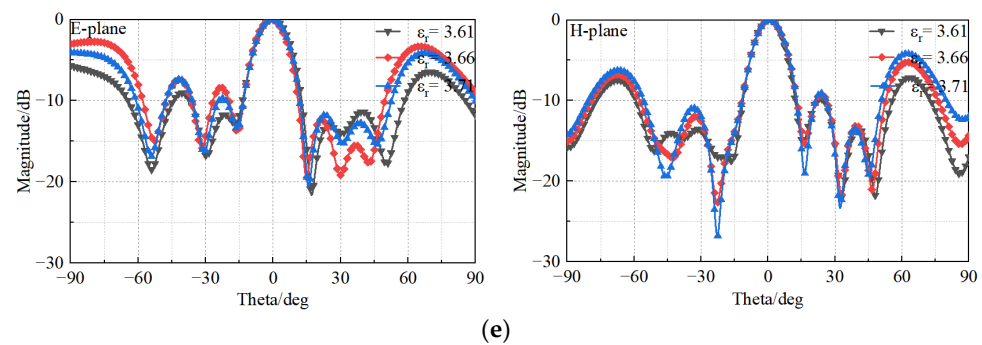 E-plane
εr= 3.61
εr= 3.66
εr= 3.71
0
−10
−20
−30
Magnitude/dB
−90 −60 −30 0 30 60 90
Theta/deg
H-plane
εr= 3.61
εr= 3.66
εr= 3.71
0
−10
−20
−30
Magnitude/dB
−90 −60 −30 0 30 60 90
Theta/deg
(e)